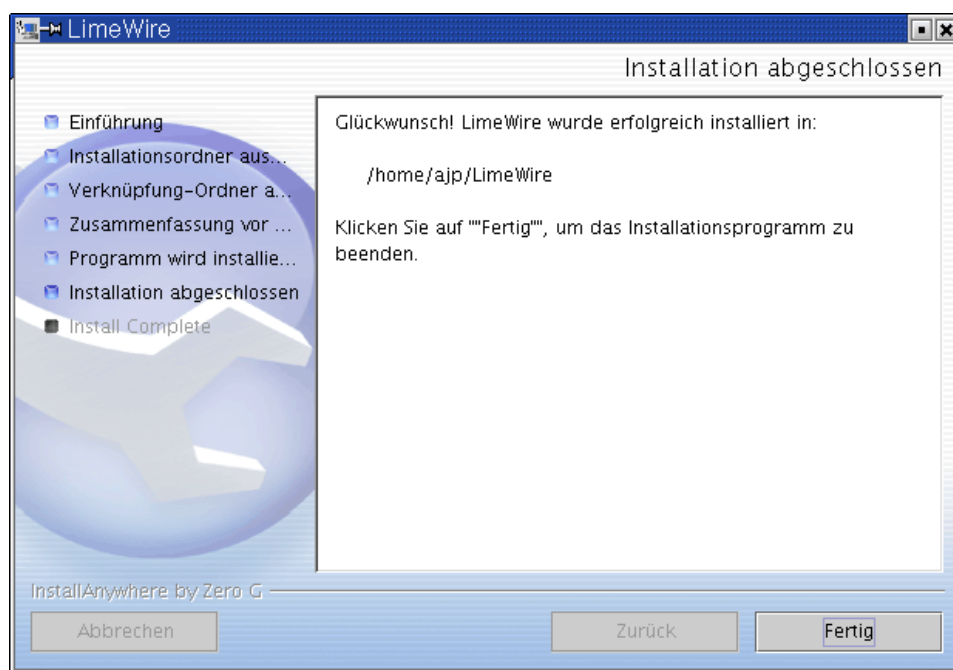 LimeWire
Installation abgeschlossen
Einführung
Installationsordner aus...
Verknüpfung-Ordner a...
Zusammenfassung vor ...
Programm wird installie...
Installation abgeschlossen
Install Complete
Glückwunsch! LimeWire wurde erfolgreich installiert in:
/home/ajp/LimeWire
Klicken Sie auf ""Fertig"", um das Installationsprogramm zu
beenden.
InstallAnywhere by Zero G
Abbrechen
Zurück
Fertig